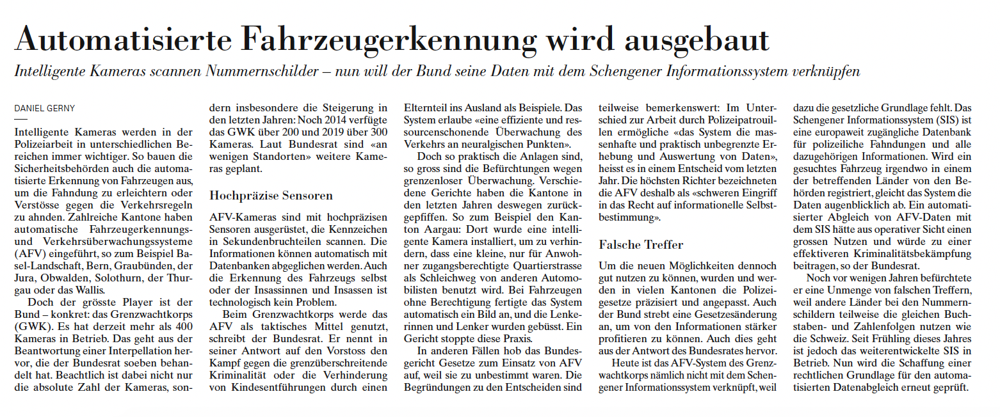 Automatisierte Fahrzeugerkennung wird ausgebaut
Intelligente Kameras scannen Nummernschilder – nun will der Bund seine Daten mit dem Schengener Informationssystem verknüpfen
DANIEL GERNY
Intelligente Kameras werden in der
Polizeiarbeit in unterschiedlichen Be-
reichen immer wichtiger. So bauen die
Sicherheitsbehörden auch die automa-
tisierte Erkennung von Fahrzeugen aus,
um die Fahndung zu erleichtern oder
Verstösse gegen die Verkehrsregeln
zu ahnden. Zahlreiche Kantone haben
automatische Fahrzeugerkennungs-
und Verkehrsüberwachungssysteme
(AFV) eingeführt, so zum Beispiel Ba-
sel-Landschaft, Bern, Graubünden, der
Jura, Obwalden, Solothurn, der Thur-
gau oder das Wallis.
Doch der grösste Player ist der
Bund – konkret: das Grenzwachtkorps
(GWK). Es hat derzeit mehr als 400
Kameras in Betrieb. Das geht aus der
Beantwortung einer Interpellation her-
vor, die der Bundesrat soeben behan-
delt hat. Beachtlich ist dabei nicht nur
die absolute Zahl der Kameras, son-
dern insbesondere die Steigerung in
den letzten Jahren: Noch 2014 verfügte
das GWK über 200 und 2019 über 300
Kameras. Laut Bundesrat sind «an
wenigen Standorten» weitere Kame-
ras geplant.
Hochpräzise Sensoren
AFV-Kameras sind mit hochpräzisen
Sensoren ausgerüstet, die Kennzeichen
in Sekundenbruchteilen scannen. Die
Informationen können automatisch mit
Datenbanken abgeglichen werden. Auch
die Erkennung des Fahrzeugs selbst
oder der Insassinnen und Insassen ist
technologisch kein Problem.
Beim Grenzwachtkorps werde das
AFV als taktisches Mittel genutzt,
schreibt der Bundesrat. Er nennt in
seiner Antwort auf den Vorstoss den
Kampf gegen die grenzüberschreitende
Kriminalität oder die Verhinderung
von Kindesentführungen durch einen
Elternteil ins Ausland als Beispiele. Das
System erlaube «eine effiziente und res-
sourcenschonende Überwachung des
Verkehrs an neuralgischen Punkten».
Doch so praktisch die Anlagen sind,
so gross sind die Befürchtungen wegen
grenzenloser Überwachung. Verschie-
dene Gerichte haben die Kantone in
den letzten Jahren deswegen zurück-
gepfiffen. So zum Beispiel den Kan-
ton Aargau: Dort wurde eine intelli-
gente Kamera installiert, um zu verhin-
dern, dass eine kleine, nur für Anwoh-
ner zugangsberechtigte Quartierstrasse
als Schleichweg von anderen Automo-
bilisten benutzt wird. Bei Fahrzeugen
ohne Berechtigung fertigte das System
automatisch ein Bild an, und die Lenke-
rinnen und Lenker wurden gebüsst. Ein
Gericht stoppte diese Praxis.
In anderen Fällen hob das Bundes-
gericht Gesetze zum Einsatz von AFV
auf, weil sie zu unbestimmt waren. Die
Begründungen zu den Entscheiden sind
teilweise bemerkenswert: Im Unter-
schied zur Arbeit durch Polizeipatrouil-
len ermögliche «das System die mas-
senhafte und praktisch unbegrenzte Er-
hebung und Auswertung von Daten»,
heisst es in einem Entscheid vom letzten
Jahr. Die höchsten Richter bezeichneten
die AFV deshalb als «schweren Eingriff
in das Recht auf informationelle Selbst-
bestimmung».
Falsche Treffer
Um die neuen Möglichkeiten dennoch
gut nutzen zu können, wurden und wer-
den in vielen Kantonen die Polizei-
gesetze präzisiert und angepasst. Auch
der Bund strebt eine Gesetzesänderung
an, um von den Informationen stärker
profitieren zu können. Auch dies geht
aus der Antwort des Bundesrates hervor.
Heute ist das AFV-System des Grenz-
wachtkorps nämlich nicht mit dem Schen-
gener Informationssystem verknüpft, weil
dazu die gesetzliche Grundlage fehlt. Das
Schengener Informationssystem (SIS) ist
eine europaweit zugängliche Datenbank
für polizeiliche Fahndungen und alle
dazugehörigen Informationen. Wird ein
gesuchtes Fahrzeug irgendwo in einem
der betreffenden Länder von den Be-
hörden registriert, gleicht das System die
Daten augenblicklich ab. Ein automati-
sierter Abgleich von AFV-Daten mit
dem SIS hätte aus operativer Sicht einen
grossen Nutzen und würde zu einer
effektiveren Kriminalitätsbekämpfung
beitragen, so der Bundesrat.
Noch vor wenigen Jahren befürchtete
er eine Unmenge von falschen Treffern,
weil andere Länder bei den Nummern-
schildern teilweise die gleichen Buch-
staben- und Zahlenfolgen nutzen wie
die Schweiz. Seit Frühling dieses Jahres
ist jedoch das weiterentwickelte SIS in
Betrieb. Nun wird die Schaffung einer
rechtlichen Grundlage für den automa-
tisierten Datenabgleich erneut geprüft.